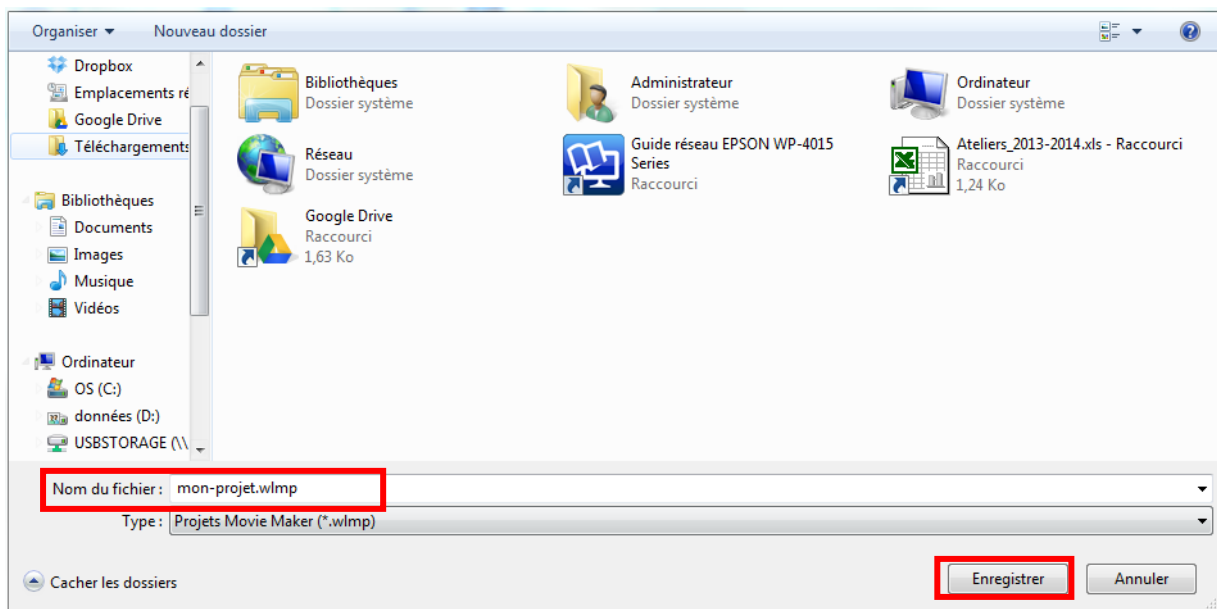 Organiser
Nouveau dossier
Dropbox
Emplacements ré
Google Drive
Téléchargements
Bibliothèques
Documents
Images
Musique
Vidéos
Ordinateur
OS (C:)
données (D:)
USBSTORAGE (\\
Bibliothèques
Dossier système
Administrateur
Dossier système
Ordinateur
Dossier système
Réseau
Dossier système
Guide réseau EPSON WP-4015
Series
Raccourci
Ateliers_2013-2014.xls - Raccourci
Raccourci
1,24 Ko
Google Drive
Raccourci
1,63 Ko
Nom du fichier : mon-projet.wlmp
Type : Projets Movie Maker (*.wlmp)
Cacher les dossiers
Enregistrer
Annuler